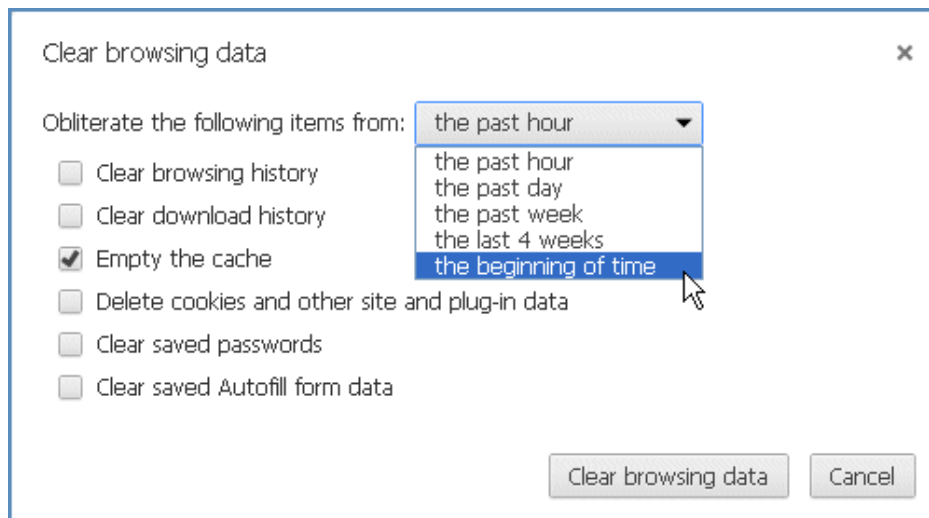 Clear browsing data
Obliterate the following items from: the past hour
the past hour
Clear browsing history
the past day
the past week
Clear download history
the last 4 weeks
Empty the cache
the beginning of time
Delete cookies and other site and plug-in data
Clear saved passwords
Clear saved Autofill form data
Clear browsing data Cancel